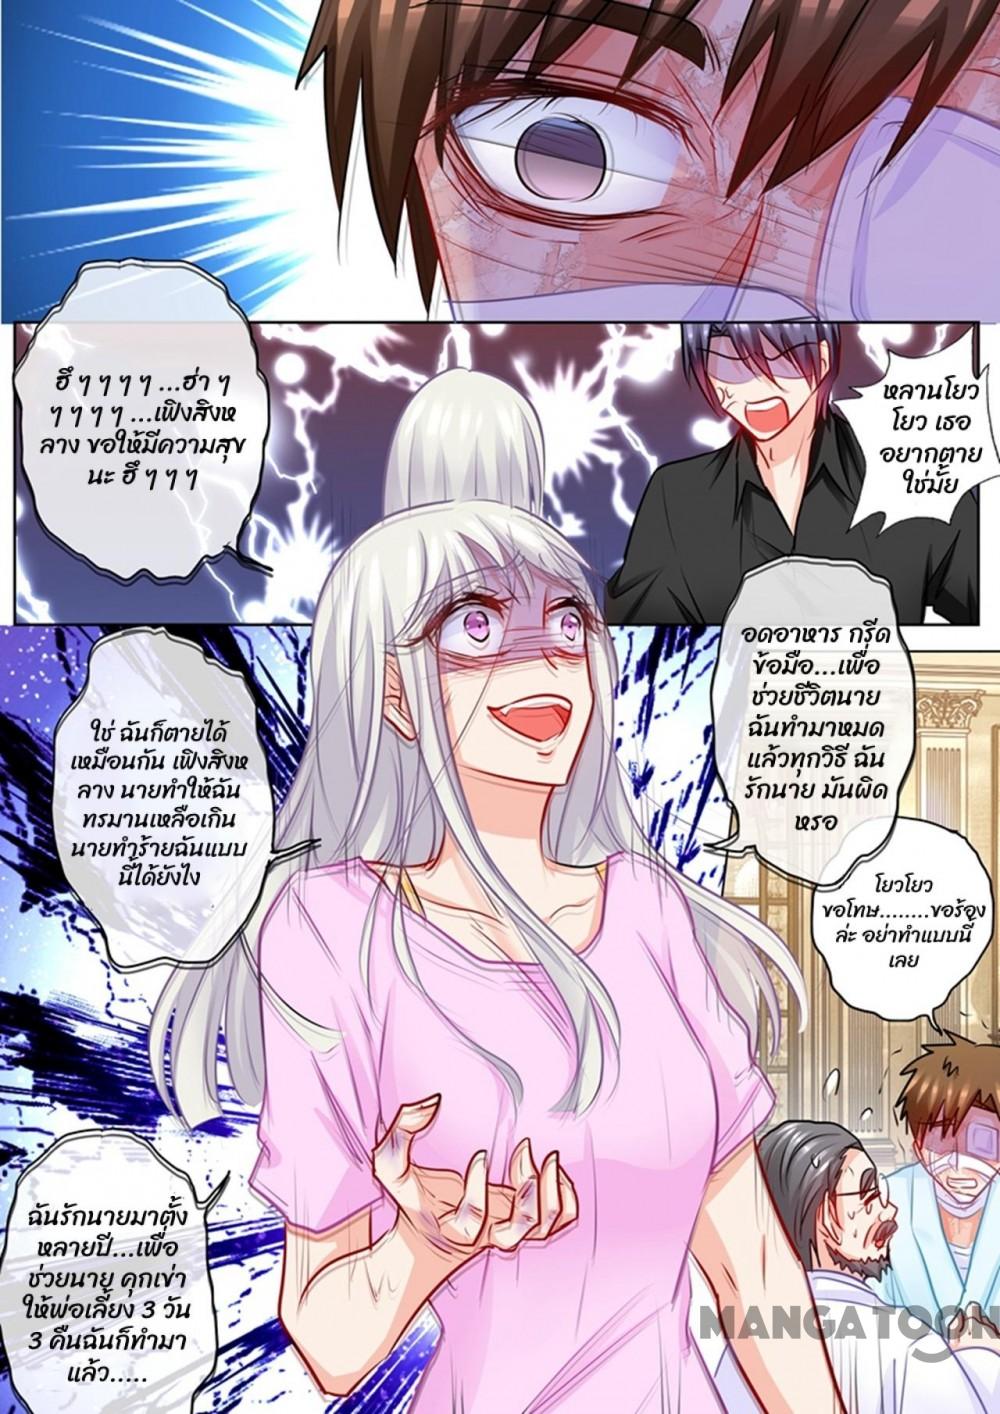 ฮึ ๆ ๆ ๆ ๆ ...ฮ่า ๆ
ๆ ๆ ๆ ๆ ...เฟิงสิงห
ลาง ขอให้มีความสุข
นะ ฮึ ๆ ๆ ๆ
หลานโยว
โยว เธอ
อยากตาย
ใช่มั้ย
อดอาหาร กรีด
ข้อมือ...เพื่อ
ช่วยชีวิตนาย
ฉันทำมาหมด
แล้วทุกวิธี ฉัน
รักนาย มันผิด
หรอ
ใช่ ฉันก็ตายได้
เหมือนกัน เฟิงสิงห
ลาง นายทำให้ฉัน
ทรมานเหลือเกิน
นายทำร้ายฉันแบบ
นี้ได้ยังไง
โยวโยว
ขอโทษ........ขอร้อง
ล่ะ อย่าทำแบบนี้
เลย
ฉันรักนายมาตั้ง
หลายปี...เพื่อ
ช่วยนาย คุกเข่า
ให้พ่อเลี้ยง 3 วัน
3 คืนฉันก็ทำมา
แล้ว.....
MANGATOON